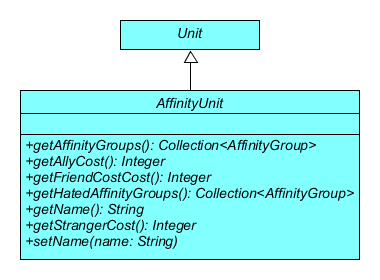 Unit
AffinityUnit
+getAffinityGroups(): Collection<AffinityGroup>
+getAllyCost(): Integer
+getFriendCostCost(): Integer
+getHatedAffinityGroups(): Collection<AffinityGroup>
+getName(): String
+getStrangerCost(): Integer
+setName(name: String)